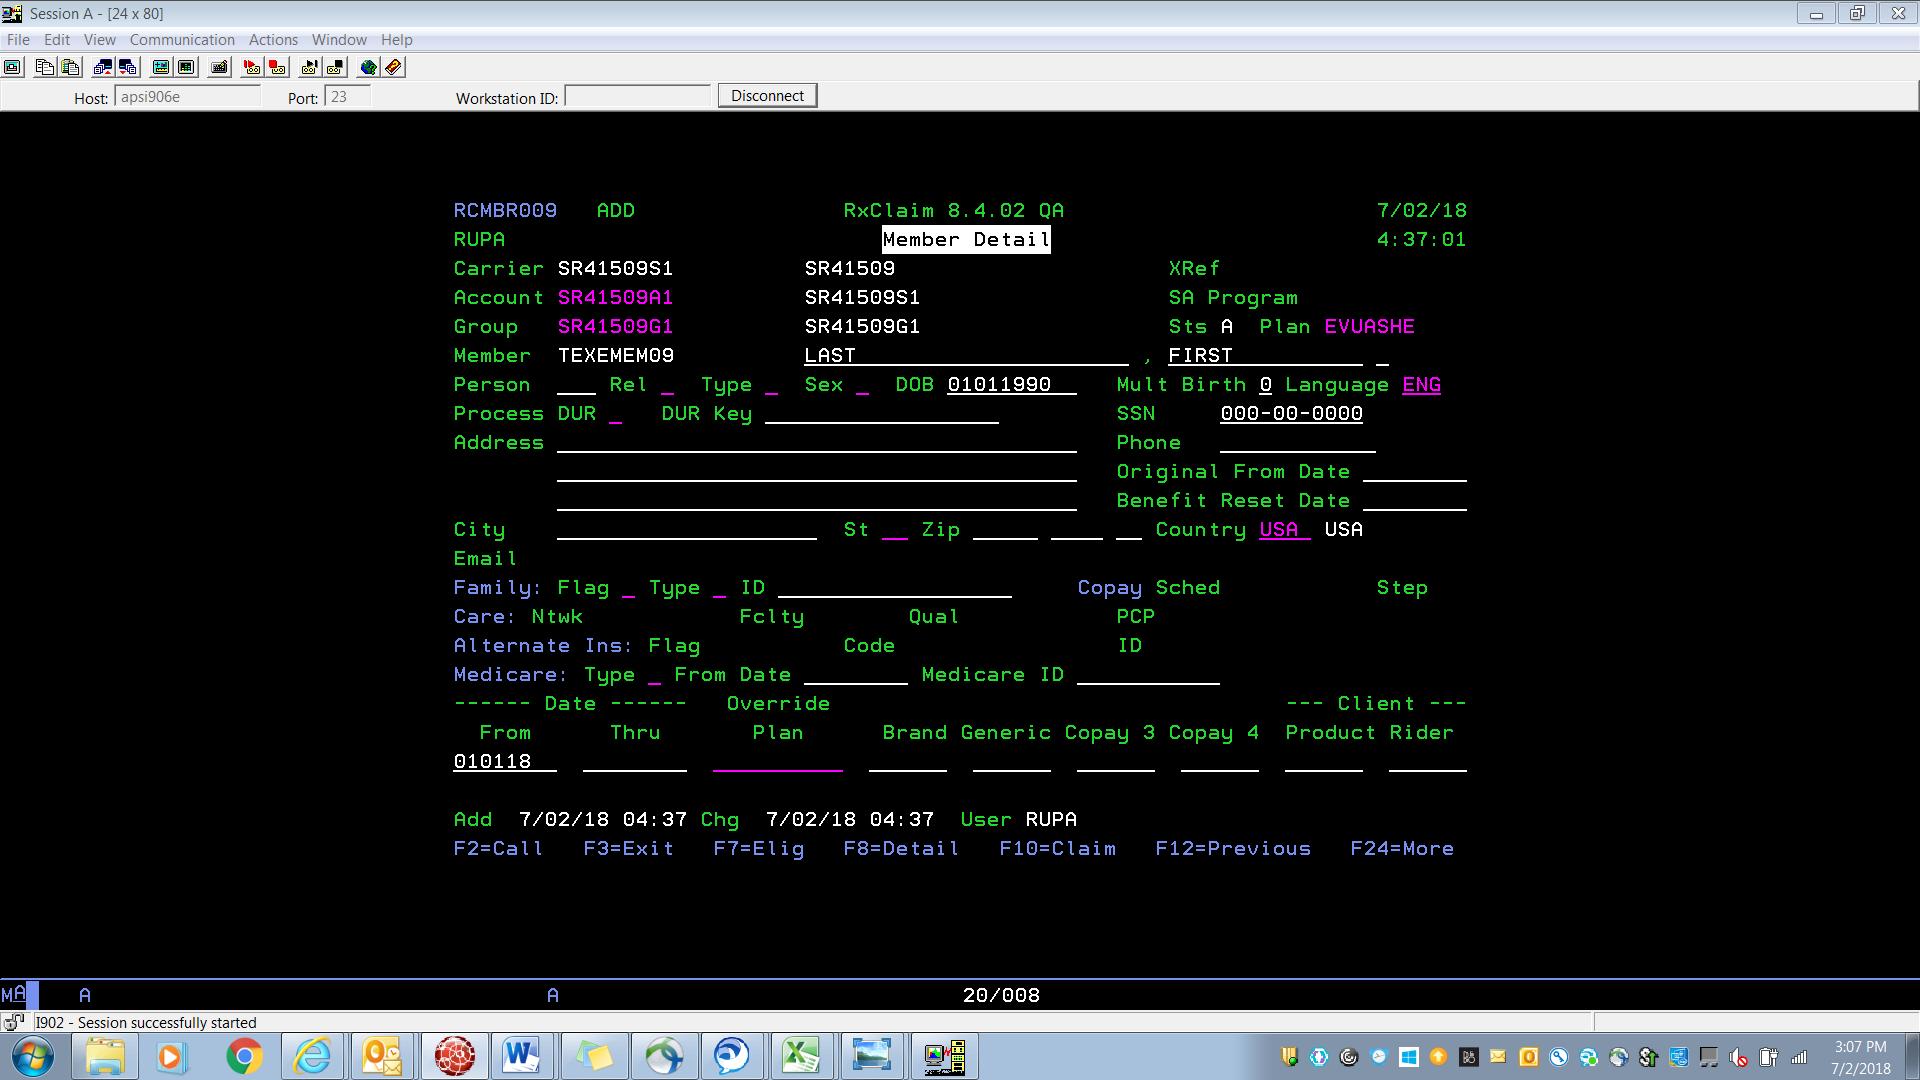 Session A - [24 x 80]
File Edit View Communication Actions Window Help
Host: apsi906e Port: 23 Workstation ID: Disconnect
RCMBR009 ADD RxClaim 8.4.02 QA 7/02/18
RUPA Member Detail 4:37:01
Carrier SR41509S1 SR41509 XRef
Account SR41509A1 SR41509S1 SA Program
Group SR41509G1 SR41509G1 Sts A Plan EVUASHE
Member TEXEMEM09 LAST , FIRST
Person Rel Type Sex DOB 01011990 Mult Birth 0 Language ENG
Process DUR DUR Key SSN 000-00-0000
Address Phone
Original From Date
Benefit Reset Date
City St Zip Country USA USA
Email
Family: Flag Type ID Copay Sched Step
Care: Ntwk Fclty Qual PCP
Alternate Ins: Flag Code ID
Medicare: Type From Date Medicare ID
------ Date ------ Override --- Client ---
From Thru Plan Brand Generic Copay 3 Copay 4 Product Rider
010118
Add 7/02/18 04:37 Chg 7/02/18 04:37 User RUPA
F2=Call F3=Exit F7=Elig F8=Detail F10=Claim F12=Previous F24=More
MA A A 20/008
I902 - Session successfully started
3:07 PM
7/2/2018